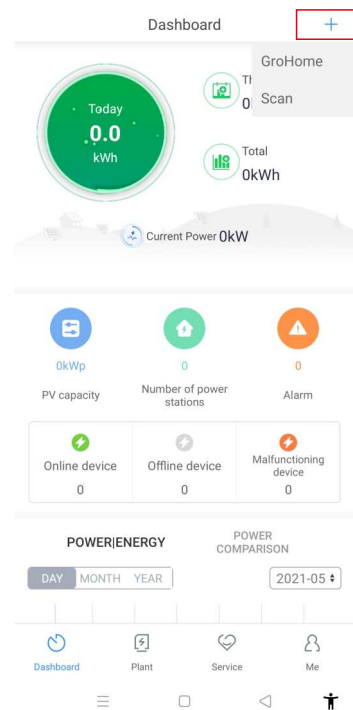 Dashboard
+
GroHome
Scan
Th
0
Today
0.0
kWh
Total
0kWh
Current Power 0kW
0kWp
0
0
PV capacity
Number of power
stations
Alarm
Online device
Offline device
Malfunctioning
device
0
0
0
POWER|ENERGY
POWER
COMPARISON
DAY MONTH YEAR
2021-05
Dashboard
Plant
Service
Me